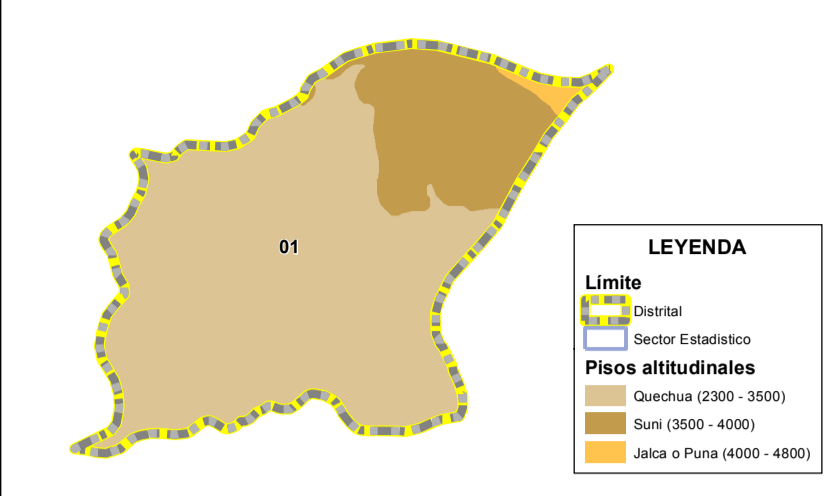 01
LEYENDA
Límite
Distrital
Sector Estadistico
Pisos altitudinales
Quechua (2300 - 3500)
Suni (3500 - 4000)
Jalca o Puna (4000 - 4800)